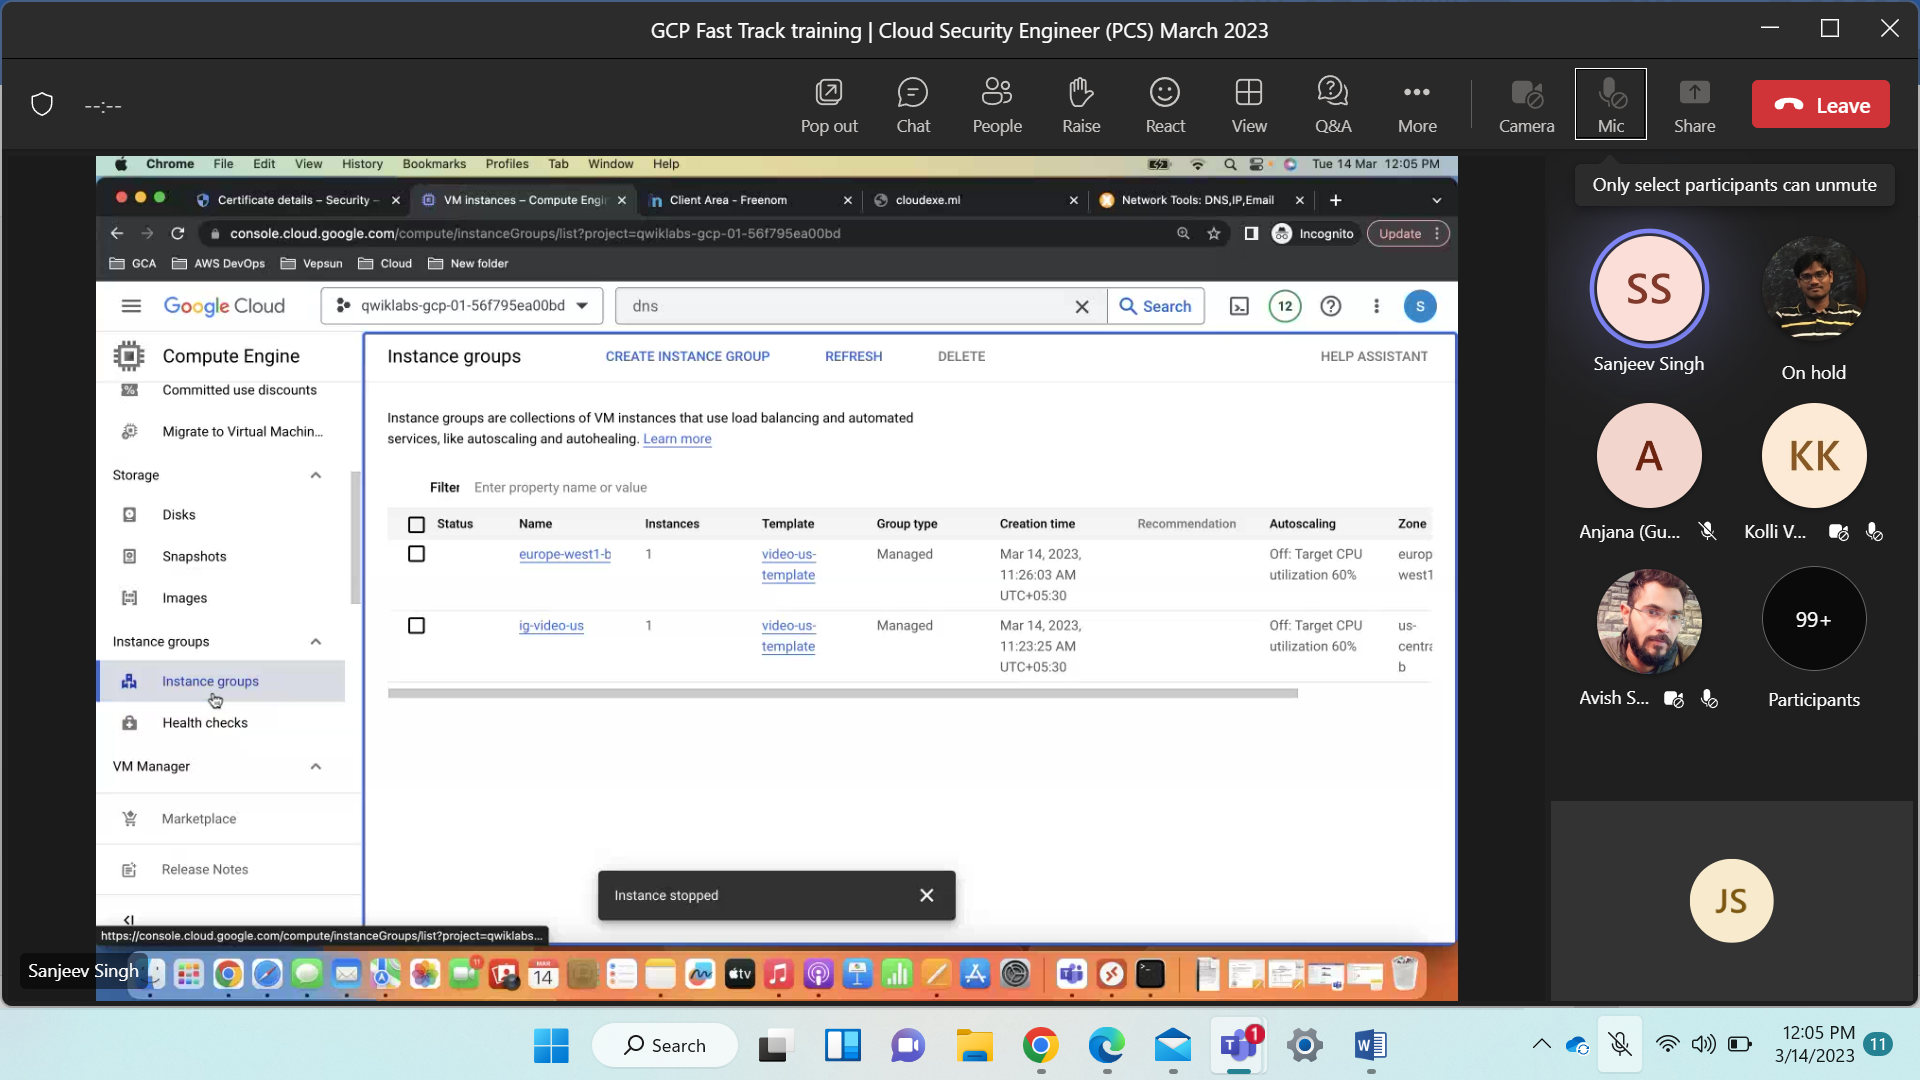 GCP Fast Track training | Cloud Security Engineer (PCS) March 2023
--:--
Pop out
Chat
People
Raise
React
View
Q&A
More
Camera
Mic
Share
Leave
Only select participants can unmute
Chrome File Edit View History Bookmarks Profiles Tab Window Help
Tue 14 Mar 12:05 PM
Certificate details – Security –
VM instances – Compute Engin
Client Area - Freenom
cloudexe.ml
Network Tools: DNS,IP,Email
console.cloud.google.com/compute/instanceGroups/list?project=qwiklabs-gcp-01-56f795ea00bd
Incognito
Update
GCA
AWS DevOps
Vepsun
Cloud
New folder
Google Cloud
qwiklabs-gcp-01-56f795ea00bd
dns
Search
12
S
Compute Engine
Committed use discounts
Migrate to Virtual Machin...
Storage
Disks
Snapshots
Images
Instance groups
Instance groups
Health checks
VM Manager
Marketplace
Release Notes
https://console.cloud.google.com/compute/instanceGroups/list?project=qwiklabs...
Instance groups
CREATE INSTANCE GROUP
REFRESH
DELETE
HELP ASSISTANT
Instance groups are collections of VM instances that use load balancing and automated
services, like autoscaling and autohealing. Learn more
Filter Enter property name or value
Status Name Instances Template Group type Creation time Recommendation Autoscaling Zone
europe-west1-b 1 video-us- Managed Mar 14, 2023, Off: Target CPU europ
template 11:26:03 AM utilization 60% west1
UTC+05:30
ig-video-us 1 video-us- Managed Mar 14, 2023, Off: Target CPU us-
template 11:23:25 AM utilization 60% centra
UTC+05:30 b
Instance stopped
SS
Sanjeev Singh
On hold
A
Anjana (Gu...
KK
Kolli V...
Avish S...
99+
Participants
JS
Sanjeev Singh
11
MAR
14
tv
Search
1
12:05 PM
3/14/2023
11